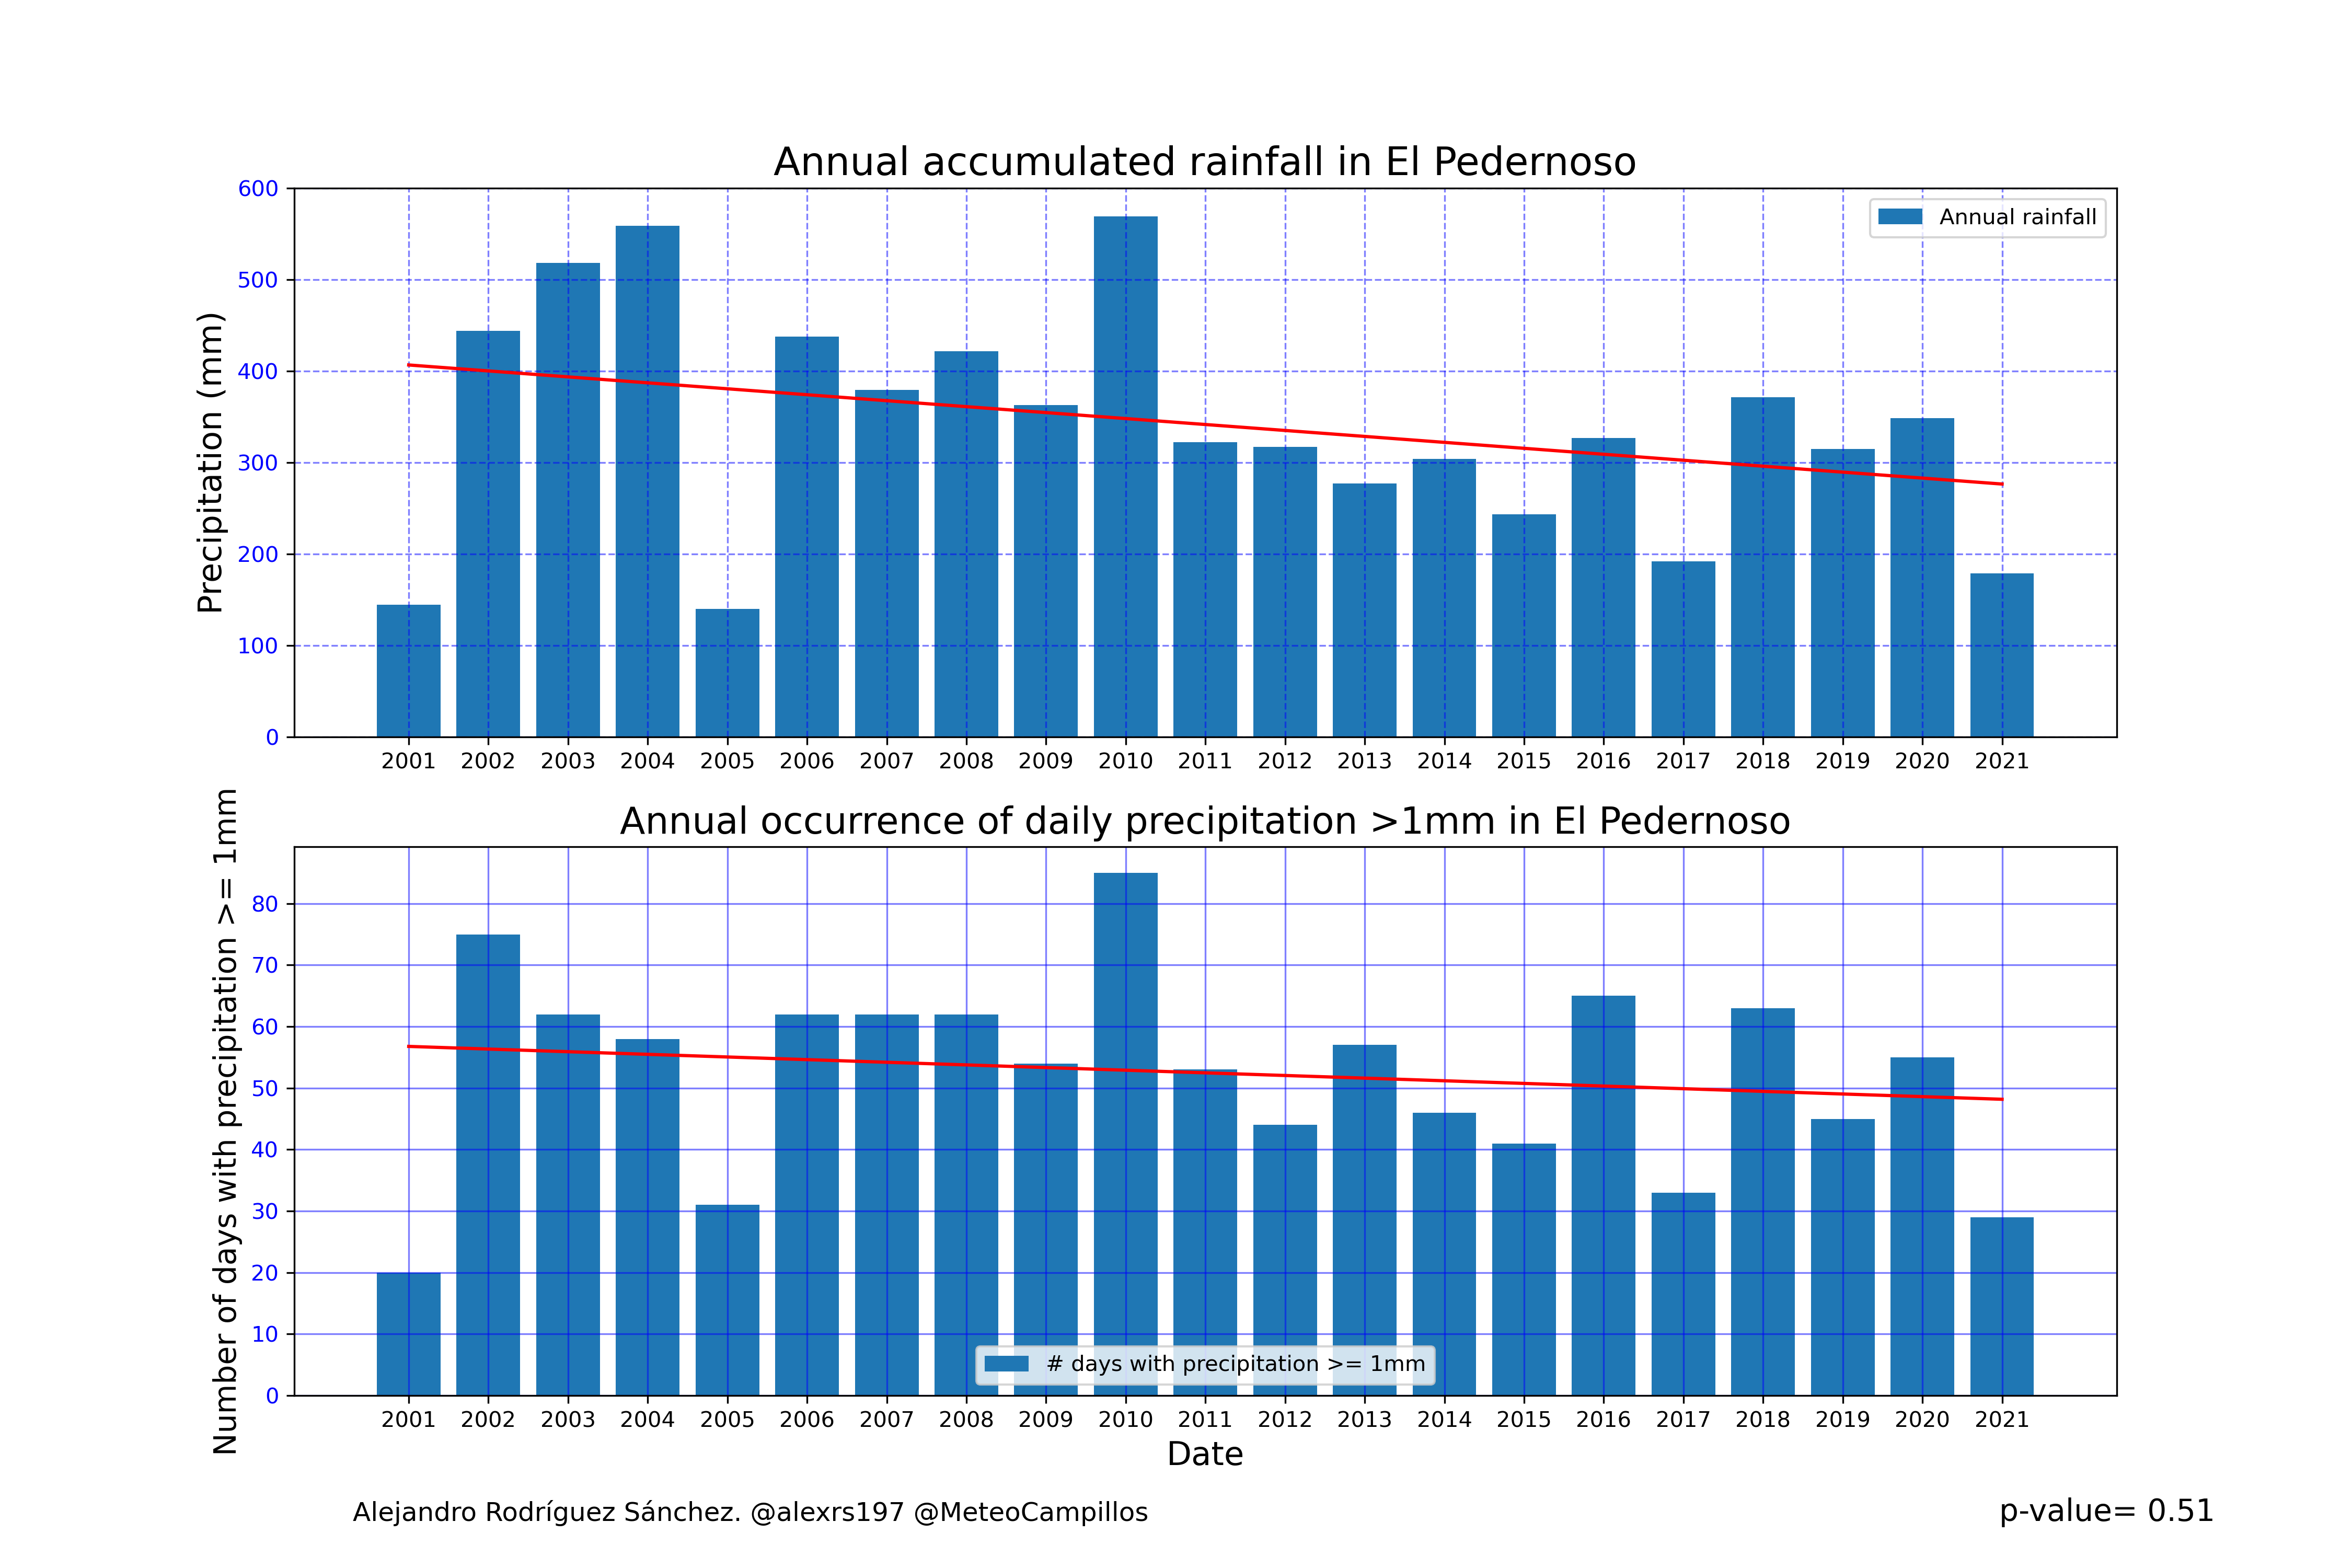 Annual accumulated rainfall in El Pedernoso
Precipitation (mm)
600
500
400
300
200
100
0
Annual rainfall
2001 2002 2003 2004 2005 2006 2007 2008 2009 2010 2011 2012 2013 2014 2015 2016 2017 2018 2019 2020 2021
Annual occurrence of daily precipitation >1mm in El Pedernoso
Number of days with precipitation >= 1mm
80
70
60
50
40
30
20
10
0
# days with precipitation >= 1mm
2001 2002 2003 2004 2005 2006 2007 2008 2009 2010 2011 2012 2013 2014 2015 2016 2017 2018 2019 2020 2021
Date
Alejandro Rodríguez Sánchez. @alexrs197 @MeteoCampillos
p-value= 0.51